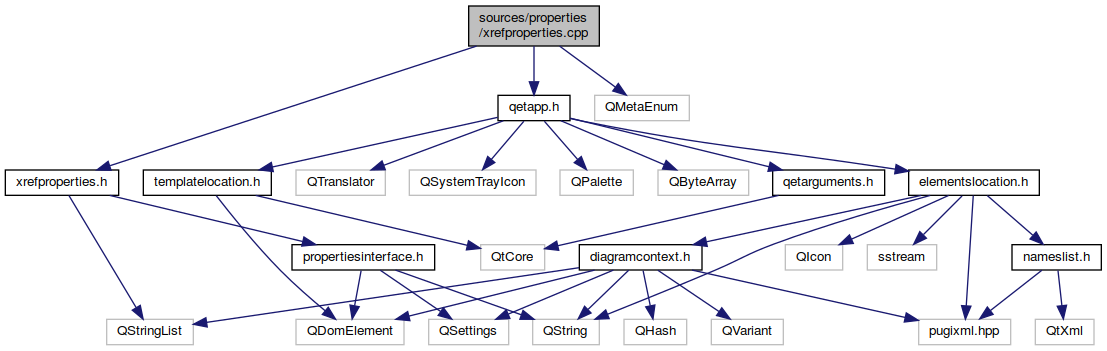 sources/properties
/xrefproperties.cpp
qetapp.h
QMetaEnum
xrefproperties.h
templatelocation.h
QTranslator
QSystemTrayIcon
QPalette
QByteArray
qetarguments.h
elementslocation.h
propertiesinterface.h
QtCore
diagramcontext.h
QIcon
sstream
nameslist.h
QStringList
QDomElement
QSettings
QString
QHash
QVariant
pugixml.hpp
QtXml